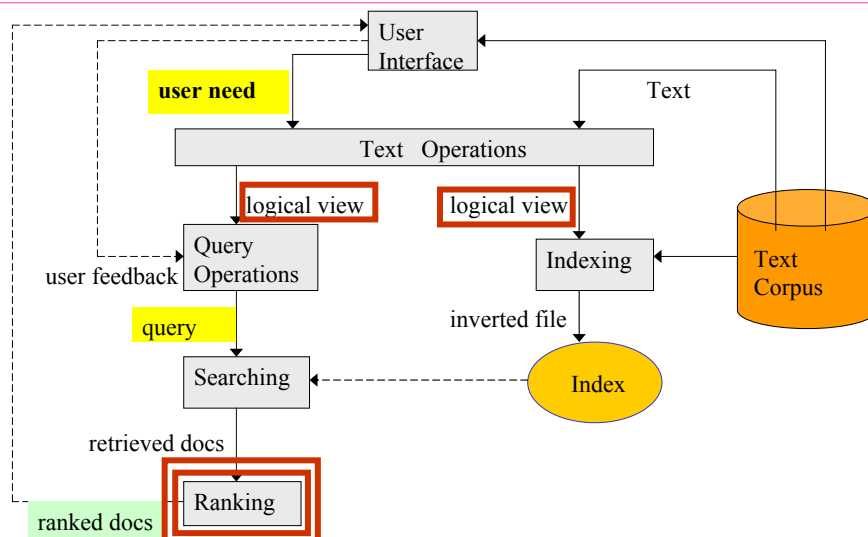 User
Interface
user need
Text
Text Operations
logical view
logical view
Query
Operations
Indexing
Text
Corpus
user feedback
query
inverted file
Searching
Index
retrieved docs
Ranking
ranked docs